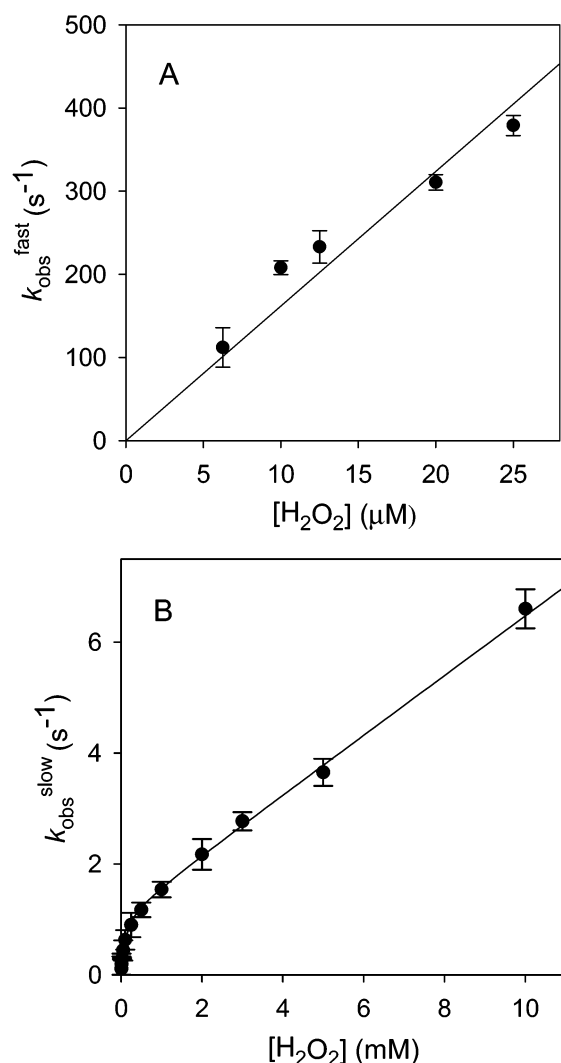 500
A
400
300
200
100
0
k_obs^fast (s^-1)
0 5 10 15 20 25
[H₂O₂] (μM)
B
6
4
2
0
k_obs^slow (s^-1)
0 2 4 6 8 10
[H₂O₂] (mM)